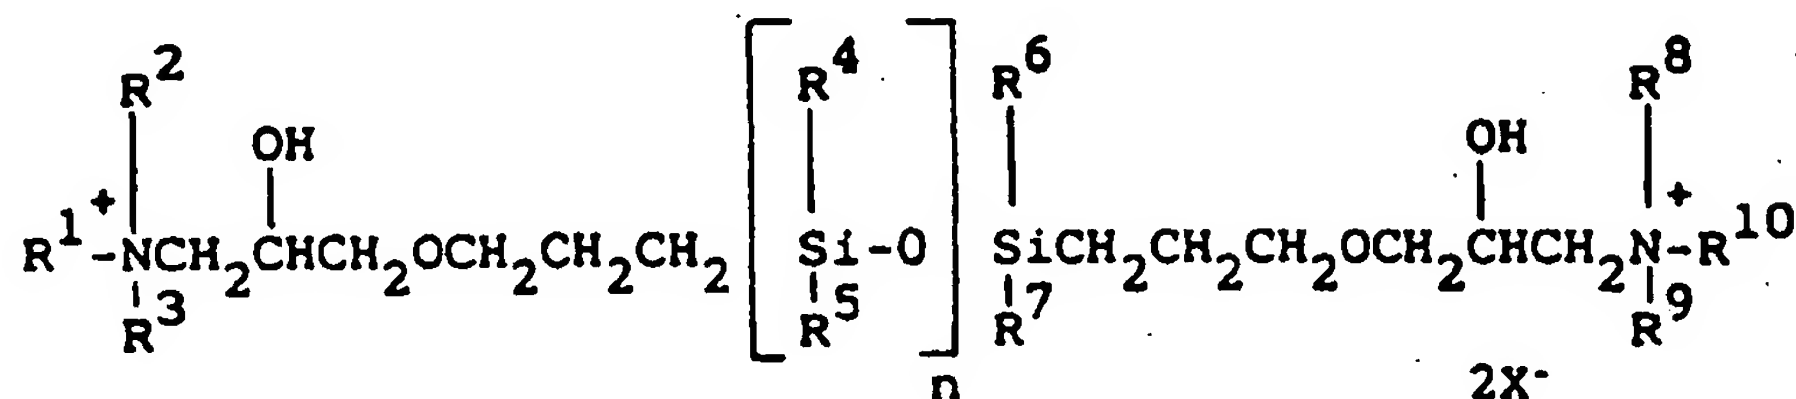 R2 R4 R6 R8
OH OH
R1-+NCH2CHCH2OCH2CH2CH2 [Si-O]n SiCH2CH2CH2OCH2CHCH2N+-R10
R3 R5 R7 R9
2X-